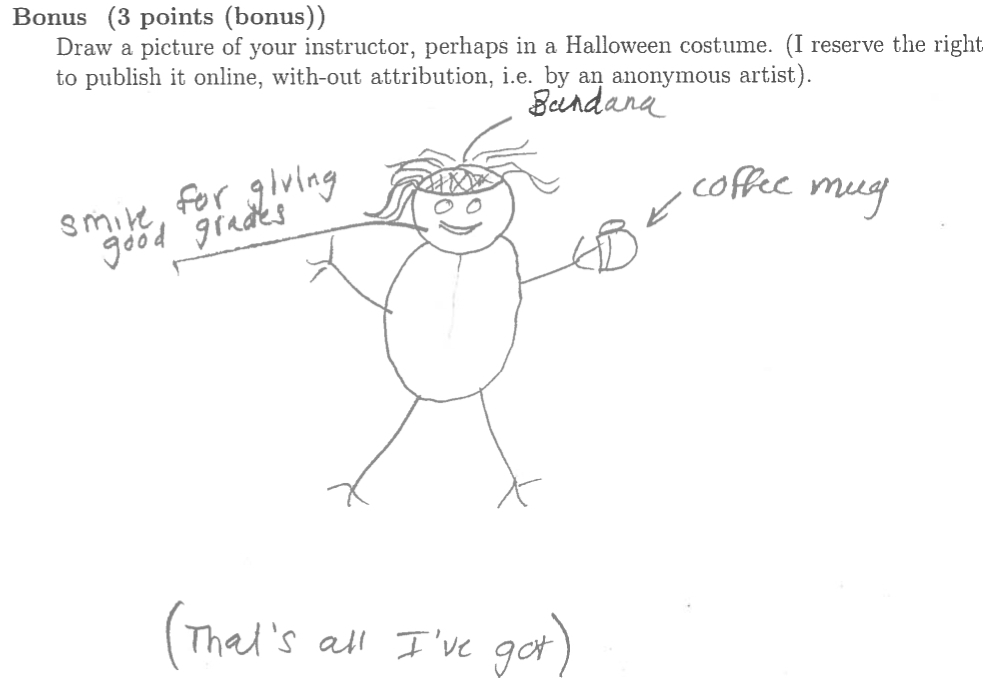 Bonus (3 points (bonus))
Draw a picture of your instructor, perhaps in a Halloween costume. (I reserve the right
to publish it online, with-out attribution, i.e. by an anonymous artist).
Bandana
smile, for giving
good grades
coffee mug
(That's all I've got)